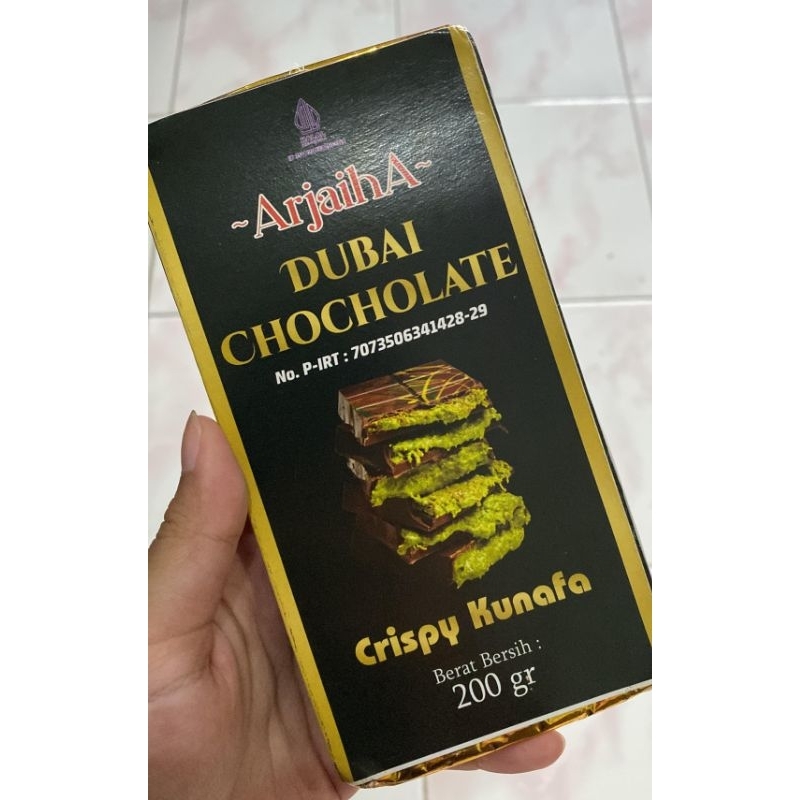 ~ArjaihA~
DUBAI
CHOCHOLATE
No. P-IRT : 7073506341428-29
Crispy Kunafa
Berat Bersih :
200 gr